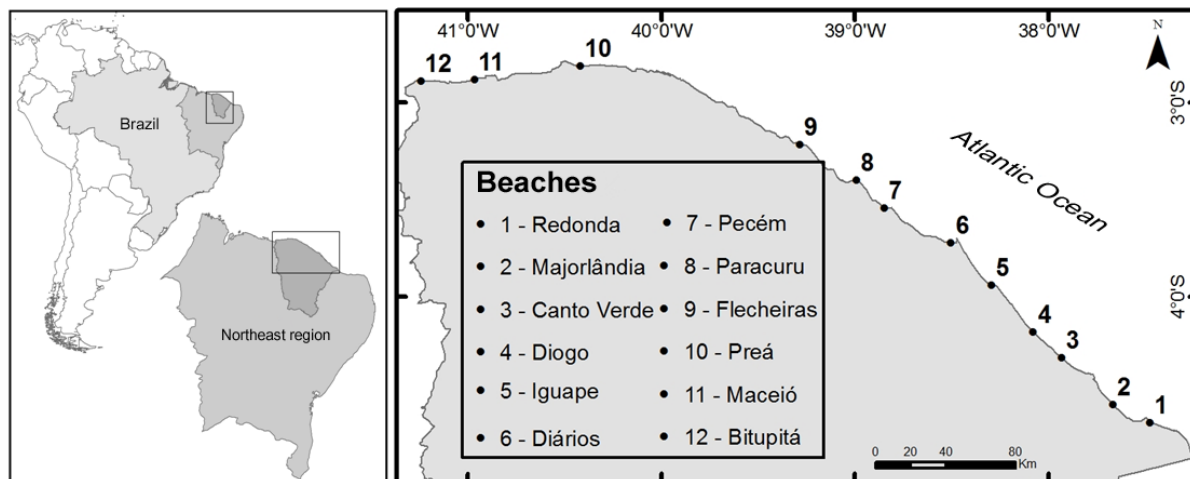 Brazil
Northeast region
41°0'W 40°0'W 39°0'W 38°0'W
N
12 11 10
3°0'S
9
8
7
6
5
4
3
2
1
Atlantic Ocean
4°0'S
Beaches
1 - Redonda
2 - Majorlândia
3 - Canto Verde
4 - Diogo
5 - Iguape
6 - Diários
7 - Pecém
8 - Paracuru
9 - Flecheiras
10 - Preá
11 - Maceió
12 - Bitupitá
0 20 40 80
Km